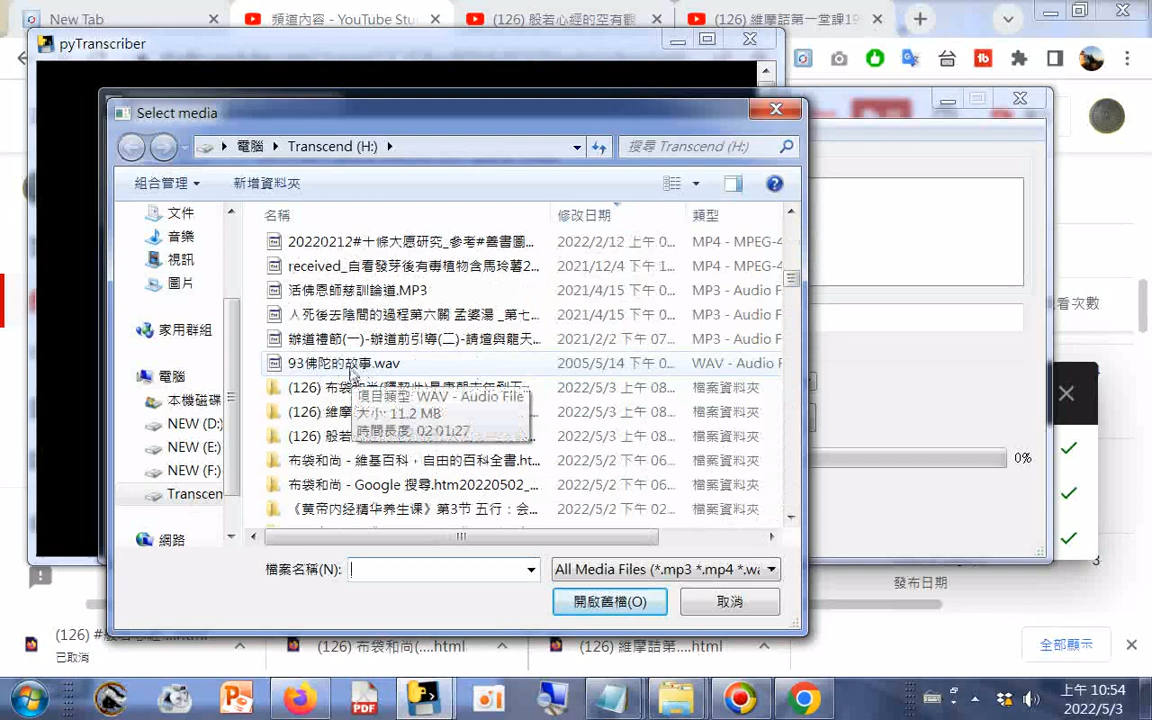 New Tab
頻道內容 - YouTube Stu
(126) 般若心經的空有觀
(126) 維摩詰第一堂課19
pyTranscriber
Select media
電腦
Transcend (H:)
搜尋 Transcend (H:)
組合管理
新增資料夾
文件
音樂
視訊
圖片
家用群組
電腦
本機磁碟
NEW (D:)
NEW (E:)
NEW (F:)
Transcen
網路
名稱 修改日期 類型
20220212#十條大愿研究_參考#善書圖... 2022/2/12 上午 0... MP4 - MPEG-4
received_自看發芽後有毒植物含馬玲薯2... 2021/12/4 下午 1... MP4 - MPEG-4
活佛恩師慈訓論道.MP3 2021/4/15 下午 0... MP3 - Audio F
人死後去陰間的過程第六關 孟婆湯 _第七... 2021/4/15 下午 0... MP3 - Audio F
辦道禮節(一)-辦道前引導(二)-請壇與龍天... 2021/2/2 下午 07... MP3 - Audio F
93佛陀的故事.wav 2005/5/14 下午 0... WAV - Audio F
(126) 布袋和尚 2022/5/3 上午 08... 檔案資料夾
(126) 維摩 2022/5/3 上午 08... 檔案資料夾
(126) 般若 2022/5/3 上午 08... 檔案資料夾
項目類型: WAV - Audio File
大小: 11.2 MB
時間長度: 02:01:27
布袋和尚 - 維基百科，自由的百科全書.ht... 2022/5/2 下午 06... 檔案資料夾
布袋和尚 - Google 搜尋.htm20220502_... 2022/5/2 下午 06... 檔案資料夾
《黄帝内经精华养生课》第3节 五行：会... 2022/5/2 下午 06... 檔案資料夾
檔案名稱(N):
All Media Files (*.mp3 *.mp4 *.wa
開啟舊檔(O)
取消
看次數
0%
3
發布日期
已取消
(126) 布袋和尚(....html
(126) 維摩詰第....html
全部顯示
上午 10:54
2022/5/3